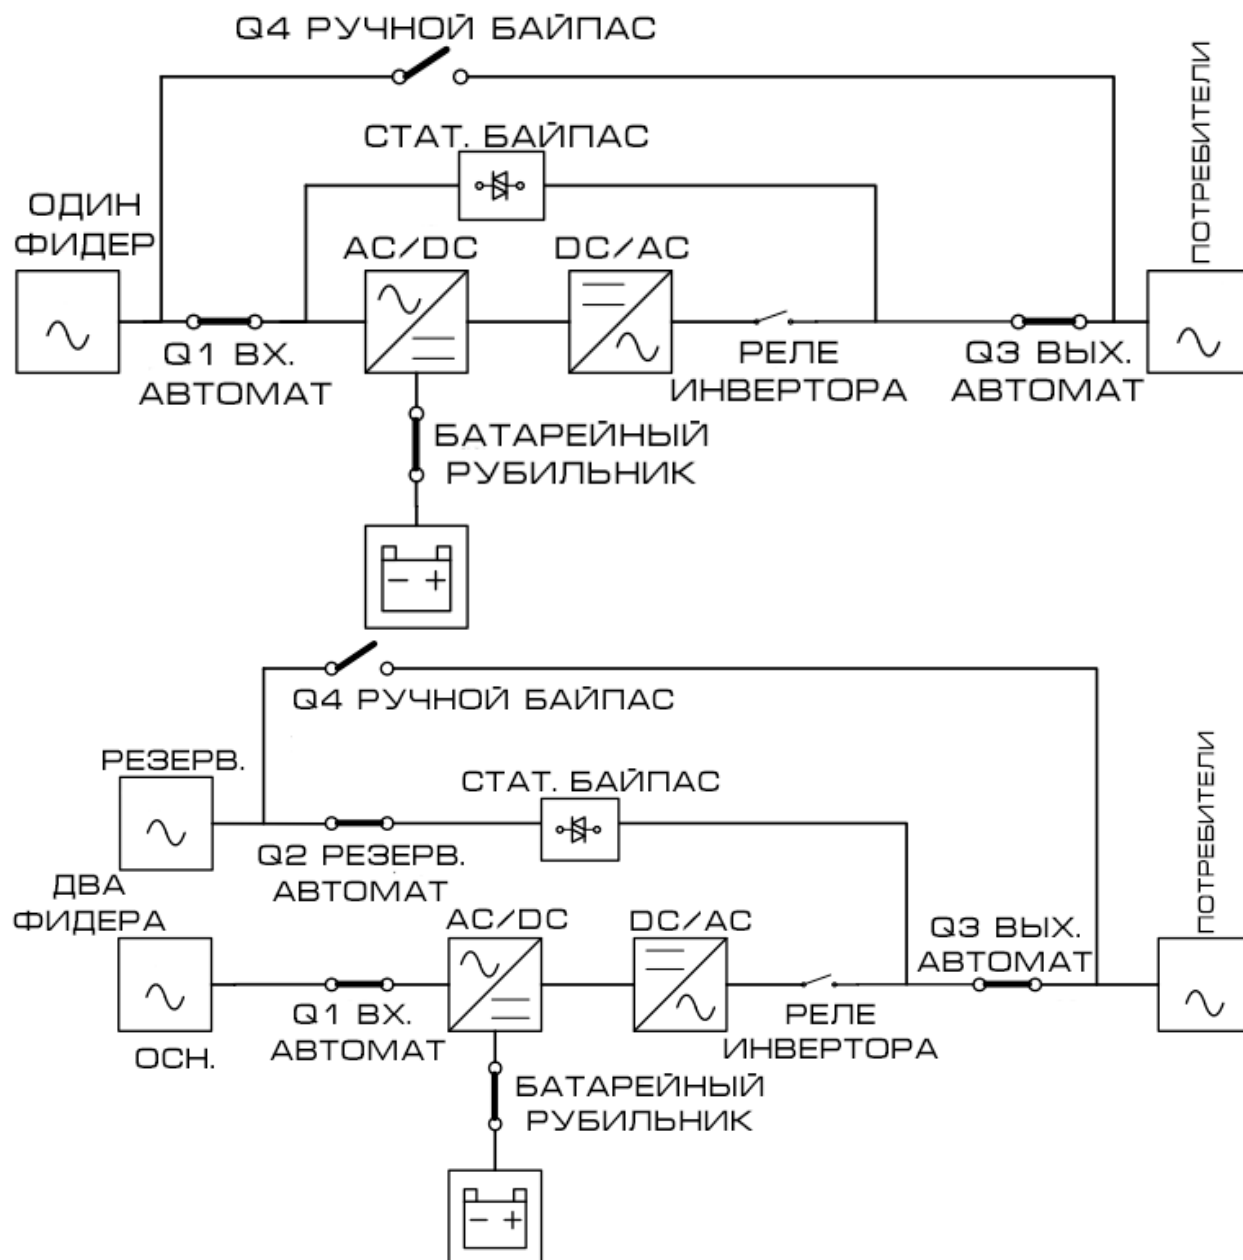 Q4 РУЧНОЙ БАЙПАС
ПОТРЕБИТЕЛИ
СТАТ. БАЙПАС
ОДИН
ФИДЕР
AC/DC
DC/AC
Q1 ВХ.
АВТОМАТ
РЕЛЕ
ИНВЕРТОРА
Q3 ВЫХ.
АВТОМАТ
БАТАРЕЙНЫЙ
РУБИЛЬНИК
- +
Q4 РУЧНОЙ БАЙПАС
ПОТРЕБИТЕЛИ
РЕЗЕРВ.
СТАТ. БАЙПАС
Q2 РЕЗЕРВ.
АВТОМАТ
ДВА
ФИДЕРА
AC/DC
DC/AC
Q3 ВЫХ.
АВТОМАТ
Q1 ВХ.
АВТОМАТ
РЕЛЕ
ИНВЕРТОРА
ОСН.
БАТАРЕЙНЫЙ
РУБИЛЬНИК
- +